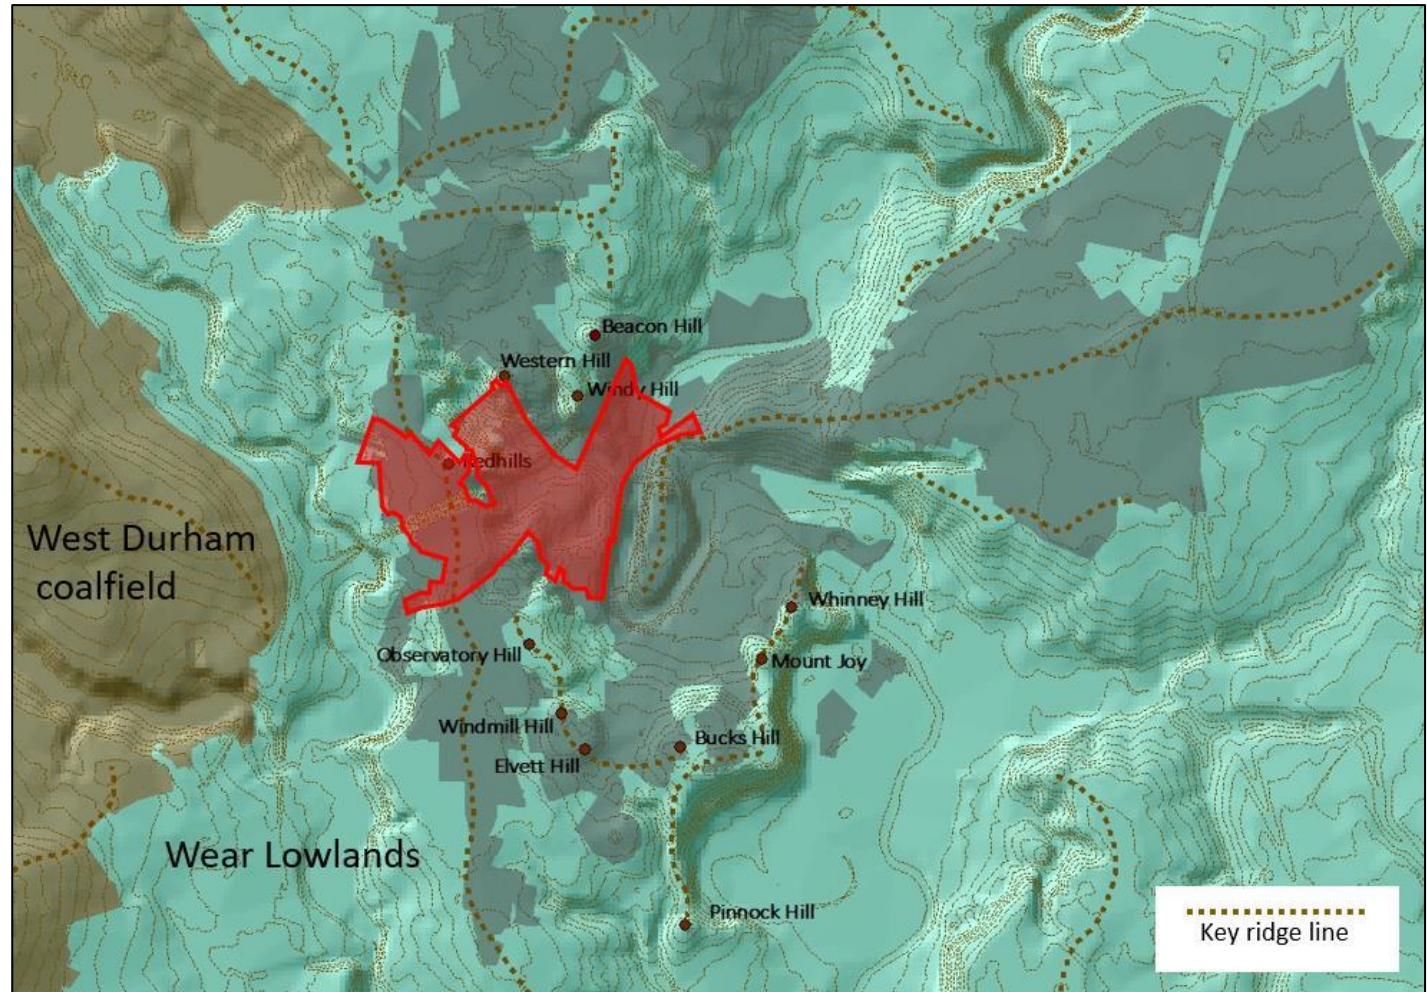 Beacon Hill
Western Hill
Windy Hill
Redhills
West Durham
coalfield
Whinney Hill
Observatory Hill
Mount Joy
Windmill Hill
Bucks Hill
Elvett Hill
Wear Lowlands
Pinnock Hill
Key ridge line